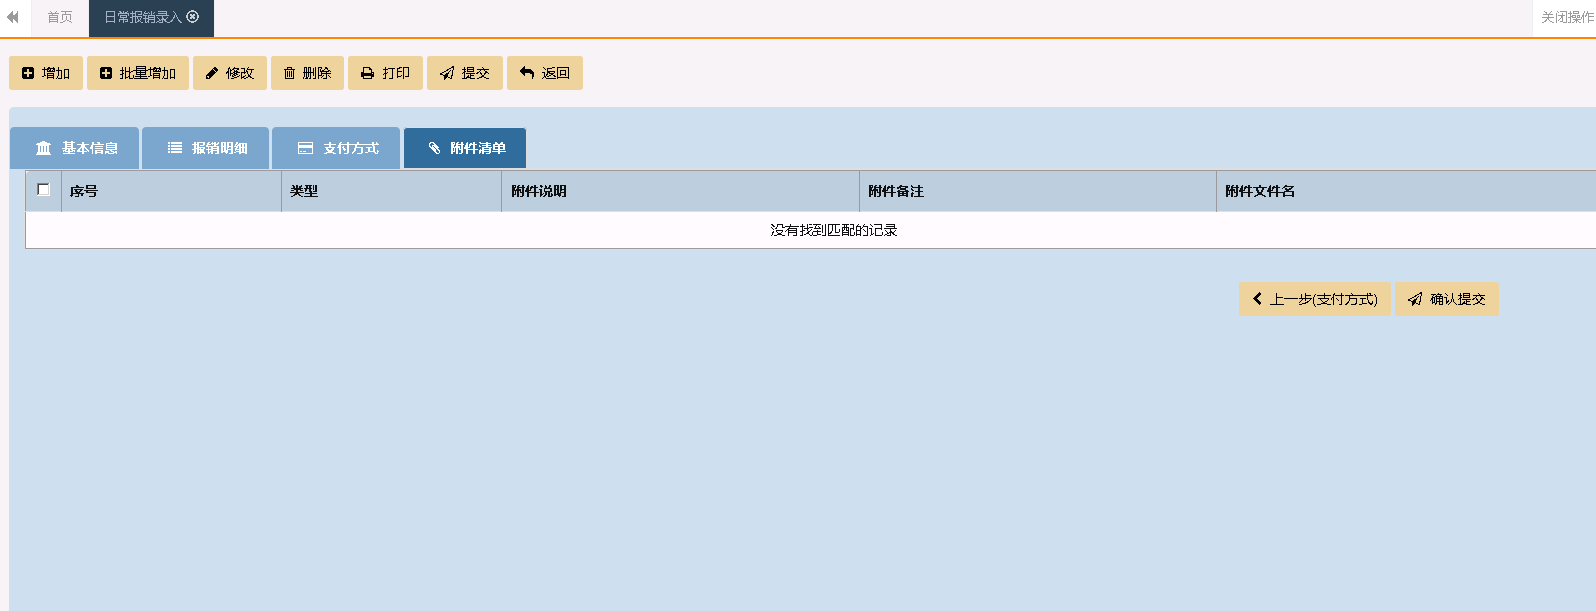 首页 日常报销录入 关闭操作
增加 批量增加 修改 删除 打印 提交 返回
基本信息 报销明细 支付方式 附件清单
序号 类型 附件说明 附件备注 附件文件名
没有找到匹配的记录
上一步(支付方式) 确认提交